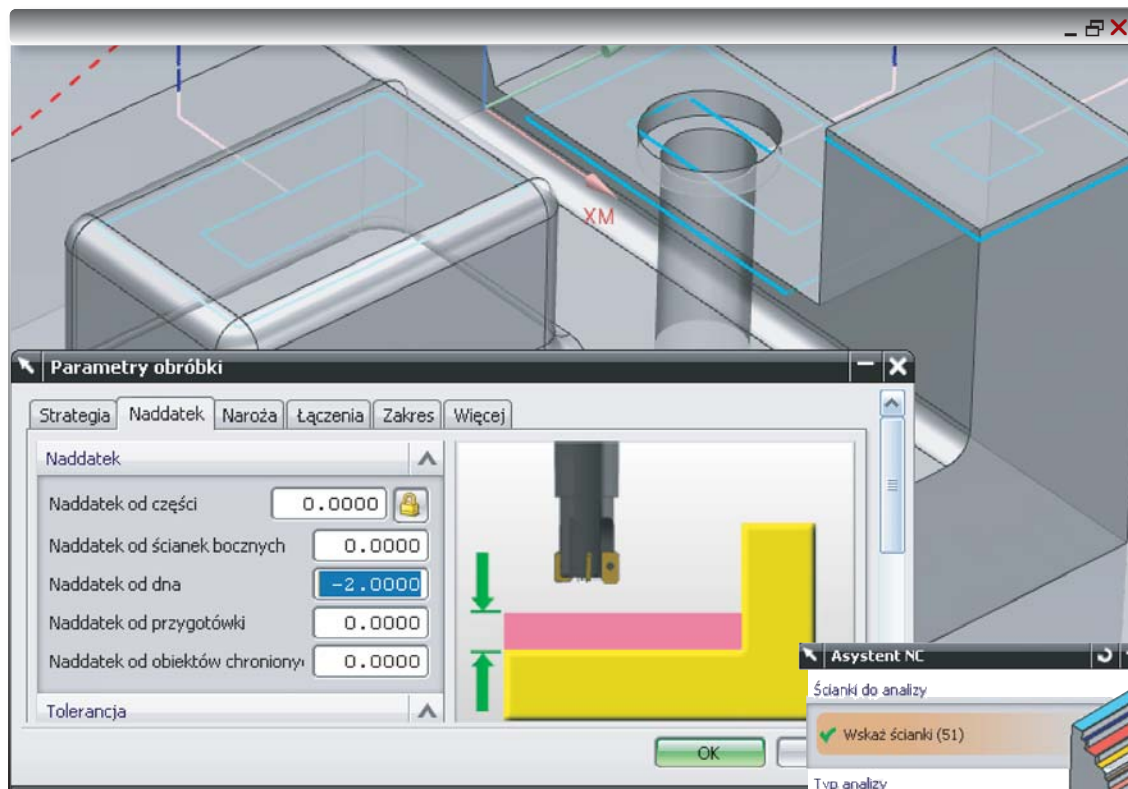 XM
Parametry obróbki
Strategia Naddatek Naroża Łączenia Zakres Więcej
Naddatek
Naddatek od części 0.0000
Naddatek od ścianek bocznych 0.0000
Naddatek od dna -2.0000
Naddatek od przygotówki 0.0000
Naddatek od obiektów chronionyc 0.0000
Tolerancja
OK
Asystent NC
Ścianki do analizy
Wskaż ścianki (51)
Typ analizy